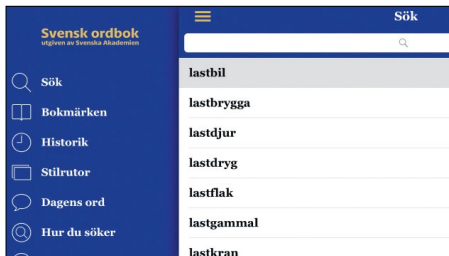 Svensk ordbok
utgiven av Svenska Akademien
Sök
Bokmärken
Historik
Stilrutor
Dagens ord
Hur du söker
Sök
lastbil
lastbrygga
lastdjur
lastdryg
lastflak
lastgammal
lastkran